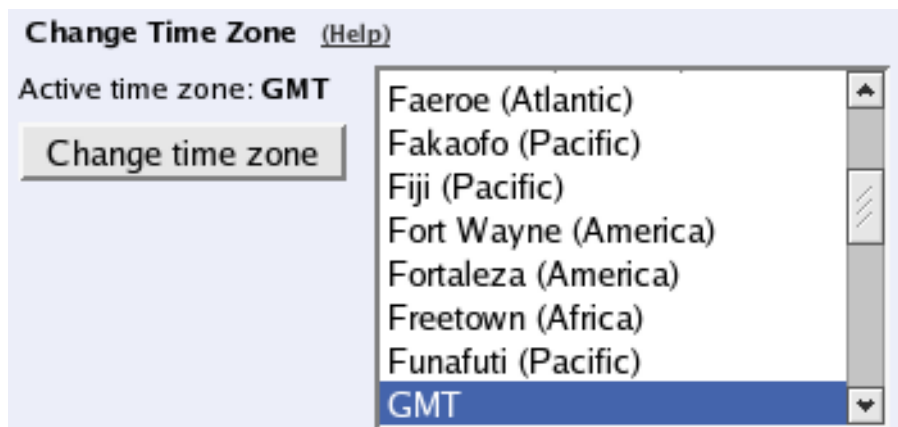 Change Time Zone (Help)
Active time zone: GMT
Change time zone
Faeroe (Atlantic)
Fakaofo (Pacific)
Fiji (Pacific)
Fort Wayne (America)
Fortaleza (America)
Freetown (Africa)
Funafuti (Pacific)
GMT